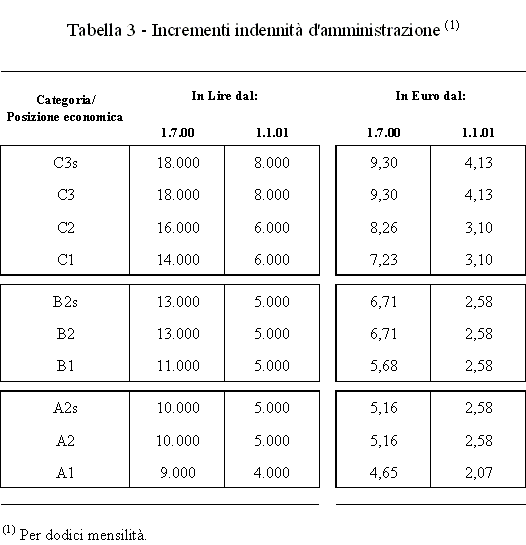 Tabella 3 - Incrementi indennità d'amministrazione (1)
Categoria/ Posizione economica In Lire dal: In Euro dal:
1.7.00 1.1.01 1.7.00 1.1.01
C3s 18.000 8.000 9,30 4,13
C3 18.000 8.000 9,30 4,13
C2 16.000 6.000 8,26 3,10
C1 14.000 6.000 7,23 3,10
B2s 13.000 5.000 6,71 2,58
B2 13.000 5.000 6,71 2,58
B1 11.000 5.000 5,68 2,58
A2s 10.000 5.000 5,16 2,58
A2 10.000 5.000 5,16 2,58
A1 9.000 4.000 4,65 2,07
(1) Per dodici mensilità.